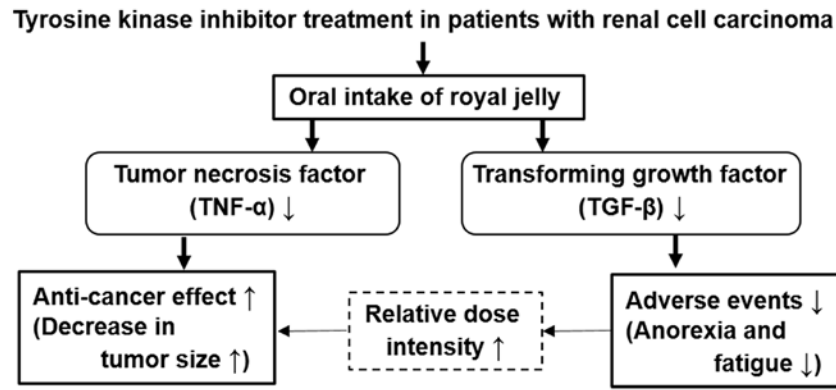 Tyrosine kinase inhibitor treatment in patients with renal cell carcinoma
Oral intake of royal jelly
Tumor necrosis factor
(TNF-α) ↓
Transforming growth factor
(TGF-β) ↓
Anti-cancer effect ↑
(Decrease in
tumor size ↑)
Relative dose
intensity ↑
Adverse events ↓
(Anorexia and
fatigue ↓)